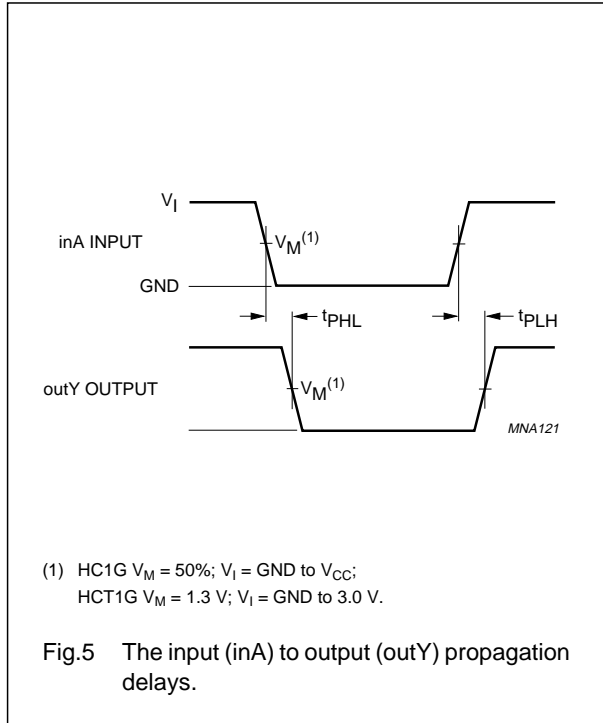 V_I
inA INPUT
V_M(1)
GND
t_PHL
t_PLH
outY OUTPUT
V_M(1)
MNA121
(1) HC1G V_M = 50%; V_I = GND to V_CC;
HCT1G V_M = 1.3 V; V_I = GND to 3.0 V.
Fig.5 The input (inA) to output (outY) propagation
delays.